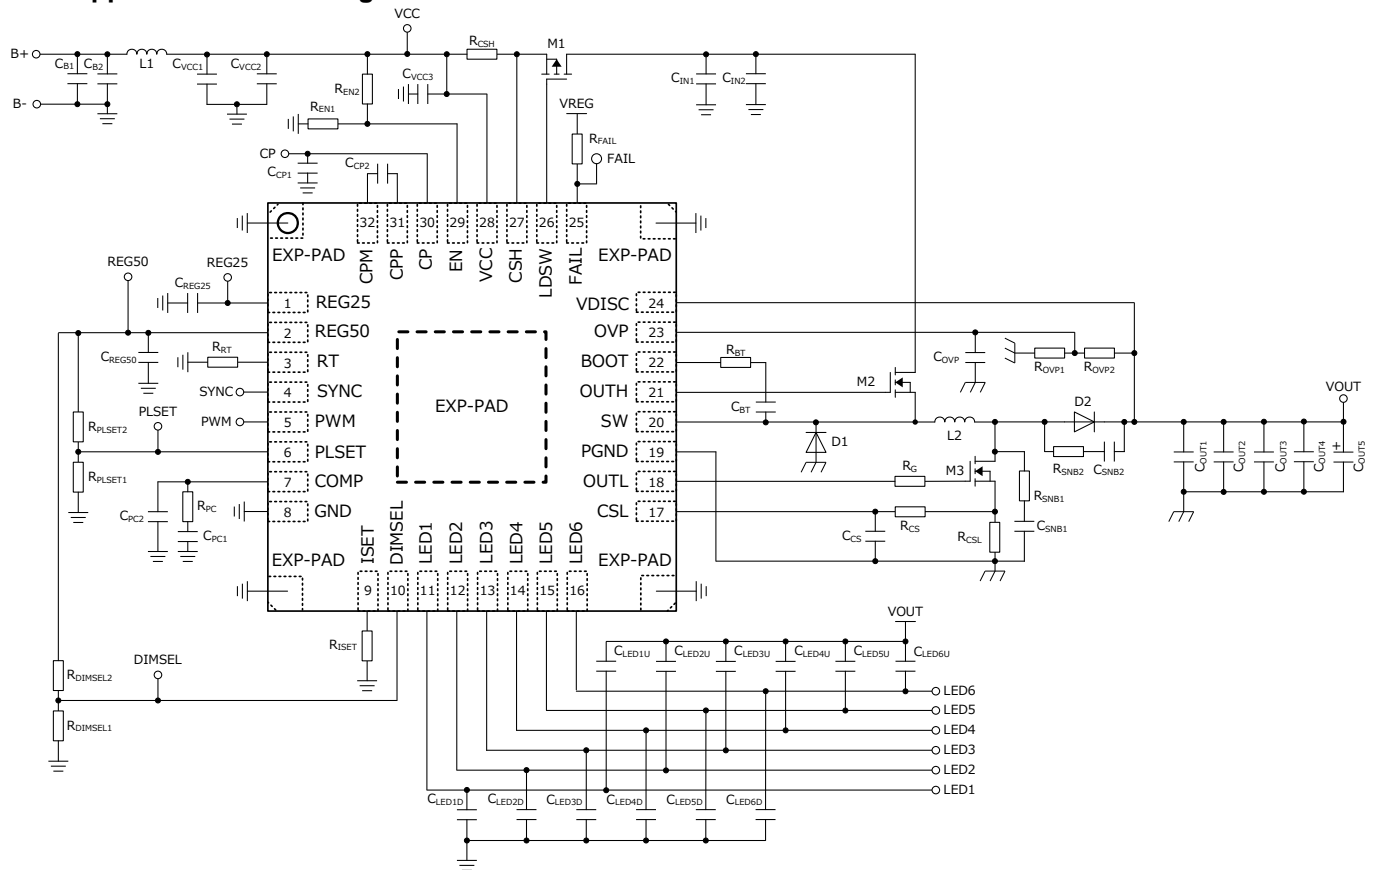 VCC
B+
CB1
CB2
L1
CVCC1
CVCC2
RCSH
M1
CVCC3
REN2
REN1
CIN1
CIN2
B-
VREG
RFAIL
FAIL
CP
CCP1
CCP2
32
31
30
29
28
27
26
25
EXP-PAD
CPM
CPP
CP
EN
VCC
CSH
LDSW
FAIL
EXP-PAD
REG50
REG25
CREG25
1 REG25
2 REG50
3 RT
4 SYNC
5 PWM
6 PLSET
7 COMP
8 GND
VDISC 24
OVP 23
BOOT 22
OUTH 21
SW 20
PGND 19
OUTL 18
CSL 17
EXP-PAD
CREG50
RRT
SYNC
PLSET
PWM
RPLSET2
RPLSET1
CPC2
RPC
CPC1
RBT
CBT
COVP
ROVP1
ROVP2
M2
D1
L2
D2
VOUT
RSNB2
CSNB2
COUT1
COUT2
COUT3
COUT4
+
COUT5
RG
M3
RSNB1
CSNB1
RCS
CCS
RCSL
EXP-PAD
ISET
DIMSEL
LED1
LED2
LED3
LED4
LED5
LED6
EXP-PAD
9
10
11
12
13
14
15
16
RISET
DIMSEL
RDIMSEL2
RDIMSEL1
VOUT
CLED1U
CLED2U
CLED3U
CLED4U
CLED5U
CLED6U
LED6
LED5
LED4
LED3
LED2
LED1
CLED1D
CLED2D
CLED3D
CLED4D
CLED5D
CLED6D